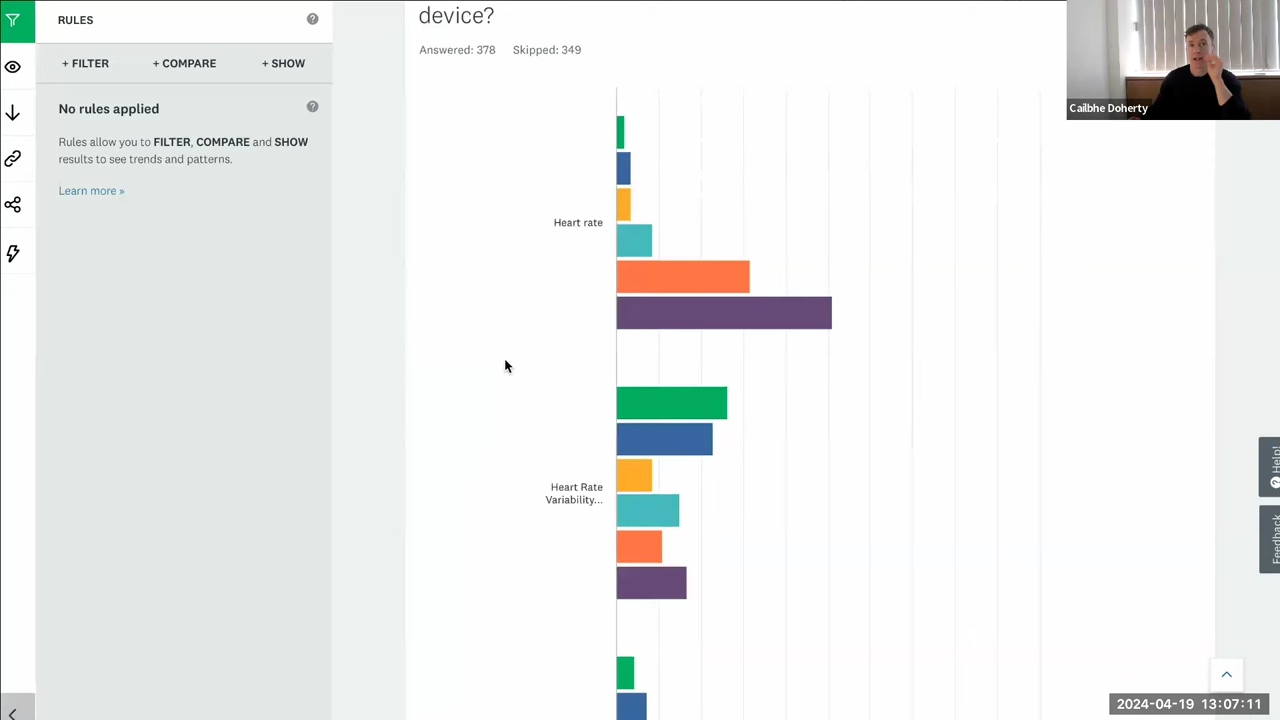 RULES
+ FILTER
+ COMPARE
+ SHOW
No rules applied
Rules allow you to FILTER, COMPARE and SHOW
results to see trends and patterns.
Learn more »
device?
Answered: 378
Skipped: 349
Heart rate
Heart Rate
Variability...
Cailbhe Doherty
Help!
Feedback
2024-04-19 13:07:11